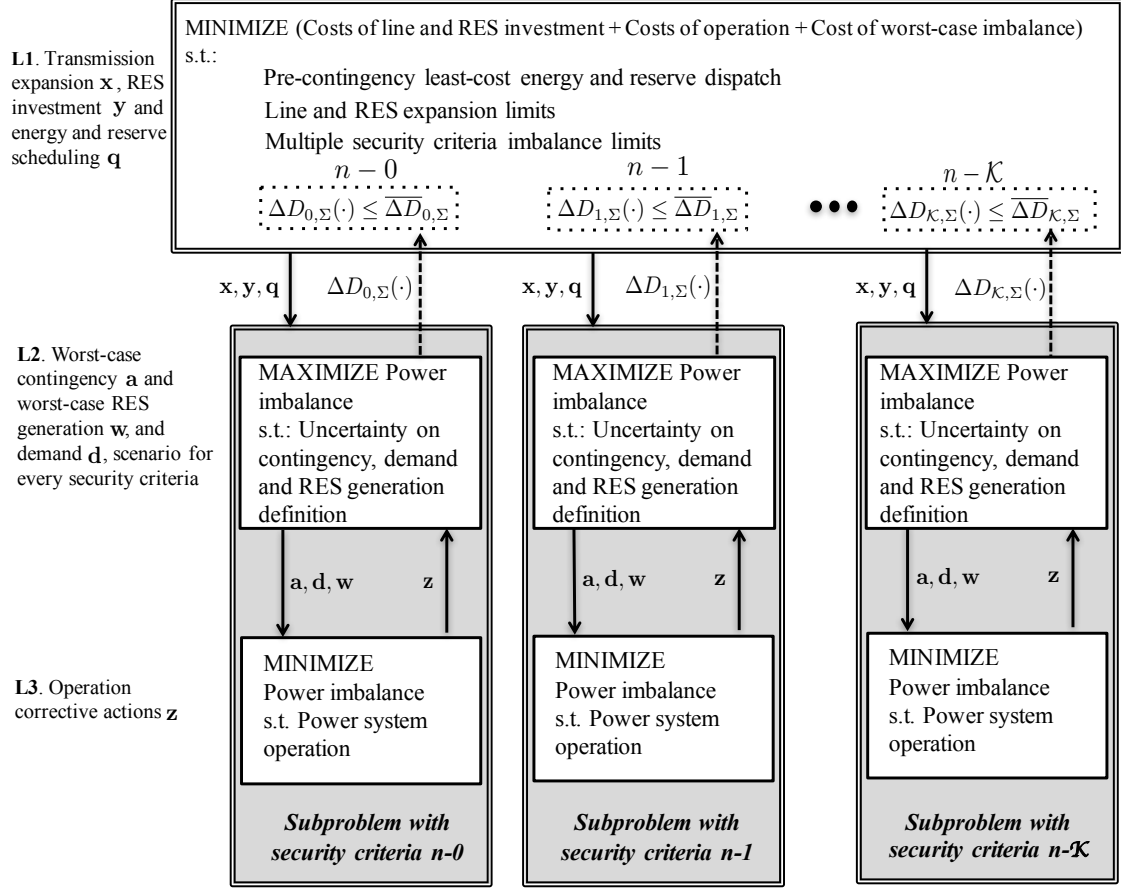 MINIMIZE (Costs of line and RES investment + Costs of operation + Cost of worst-case imbalance)
s.t.:
Pre-contingency least-cost energy and reserve dispatch
Line and RES expansion limits
Multiple security criteria imbalance limits
n − 0
n − 1
n − 𝒦
ΔD₀,Σ(·) ≤ \overline{ΔD}₀,Σ
ΔD₁,Σ(·) ≤ \overline{ΔD}₁,Σ
ΔD_{𝒦,Σ}(·) ≤ \overline{ΔD}_{𝒦,Σ}
L1. Transmission
expansion x , RES
investment y and
energy and reserve
scheduling q
x, y, q
ΔD₀,Σ(·)
x, y, q
ΔD₁,Σ(·)
x, y, q
ΔD_{𝒦,Σ}(·)
L2. Worst-case
contingency a and
worst-case RES
generation w, and
demand d, scenario for
every security criteria
MAXIMIZE Power
imbalance
s.t.: Uncertainty on
contingency, demand
and RES generation
definition
MAXIMIZE Power
imbalance
s.t.: Uncertainty on
contingency, demand
and RES generation
definition
MAXIMIZE Power
imbalance
s.t.: Uncertainty on
contingency, demand
and RES generation
definition
a, d, w
z
a, d, w
z
a, d, w
z
L3. Operation
corrective actions z
MINIMIZE
Power imbalance
s.t. Power system
operation
MINIMIZE
Power imbalance
s.t. Power system
operation
MINIMIZE
Power imbalance
s.t. Power system
operation
Subproblem with
security criteria n-0
Subproblem with
security criteria n-1
Subproblem with
security criteria n-𝒦